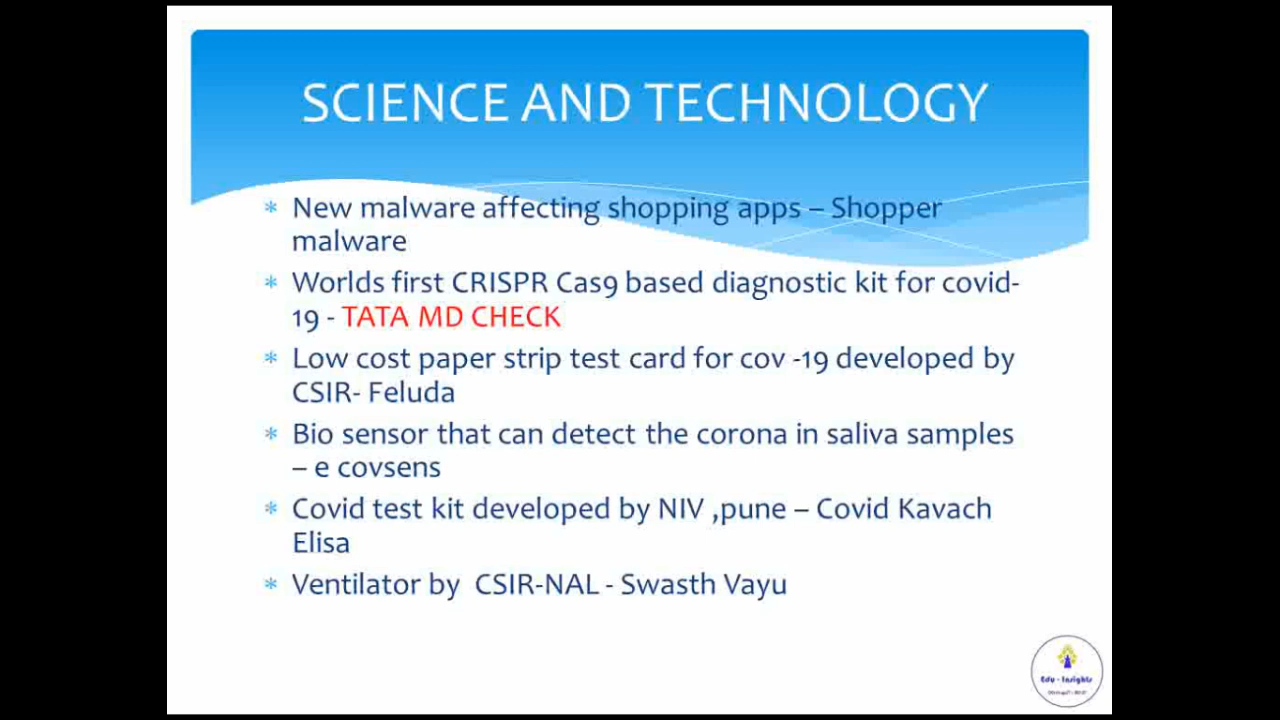 SCIENCE AND TECHNOLOGY
* New malware affecting shopping apps – Shopper
malware
* Worlds first CRISPR Cas9 based diagnostic kit for covid-
19 - TATA MD CHECK
* Low cost paper strip test card for cov -19 developed by
CSIR- Feluda
* Bio sensor that can detect the corona in saliva samples
– e covsens
* Covid test kit developed by NIV ,pune – Covid Kavach
Elisa
* Ventilator by  CSIR-NAL - Swasth Vayu
Edu - Insights